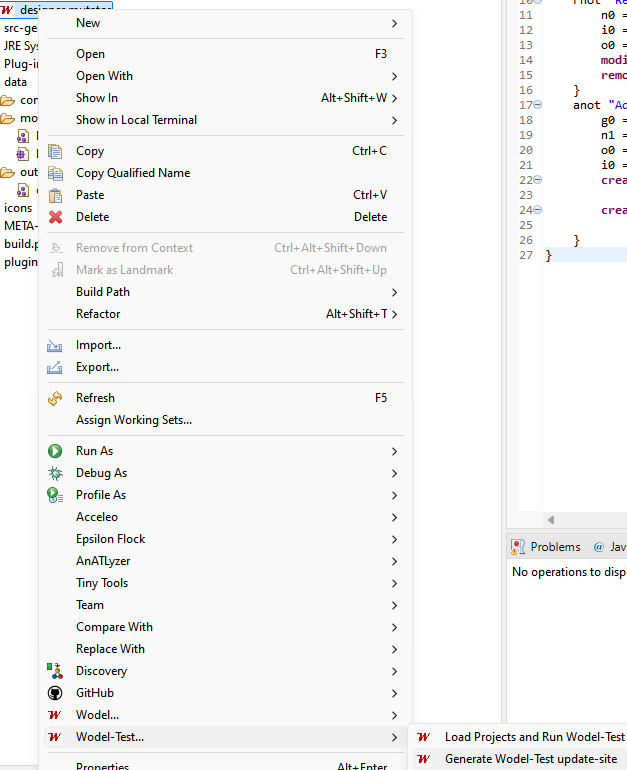 designer.mutator
src-ge
JRE Sys
Plug-in
data
con
mo
out
icons
META-
build.p
plugin
New
Open F3
Open With
Show In Alt+Shift+W
Show in Local Terminal
Copy Ctrl+C
Copy Qualified Name
Paste Ctrl+V
Delete Delete
Remove from Context Ctrl+Alt+Shift+Down
Mark as Landmark Ctrl+Alt+Shift+Up
Build Path
Refactor Alt+Shift+T
Import...
Export...
Refresh F5
Assign Working Sets...
Run As
Debug As
Profile As
Acceleo
Epsilon Flock
AnATLyzer
Tiny Tools
Team
Compare With
Replace With
Discovery
GitHub
Wodel...
Wodel-Test...
Properties Alt+Enter
Load Projects and Run Wodel-Test
Generate Wodel-Test update-site
11 n0 =
12 i0 =
13 o0 =
14 modi
15 remo
16 }
17 anot "Ad
18 g0 =
19 n1 =
20 o0 =
21 i0 =
22 crea
23
24 crea
25
26 }
27 }
Problems @ Jav
No operations to displ